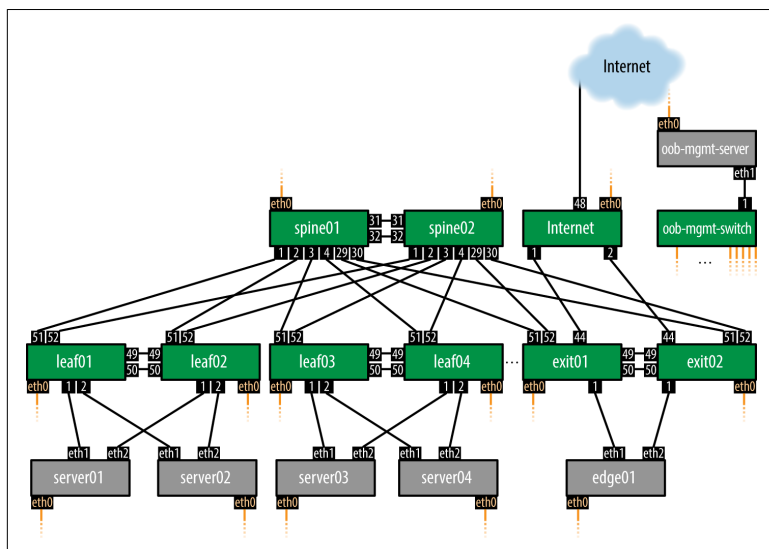 Internet
eth0
oob-mgmt-server
eth1
eth0 eth0 48 eth0 1
spine01 31 31 spine02 Internet oob-mgmt-switch
32 32
1 2 3 4 29 30 1 2 3 4 29 30 1 2 ...
51 52 51 52 51 52 51 52 51 52 44 44 51 52
leaf01 49 49 leaf02 leaf03 49 49 leaf04 ... exit01 49 49 exit02
50 50 50 50 50 50
eth0 1 2 1 2 eth0 eth0 1 2 1 2 eth0 eth0 1 1 eth0
eth1 eth2 eth1 eth2 eth1 eth2 eth1 eth2 eth1 eth2
server01 server02 server03 server04 edge01
eth0 eth0 eth0 eth0 eth0